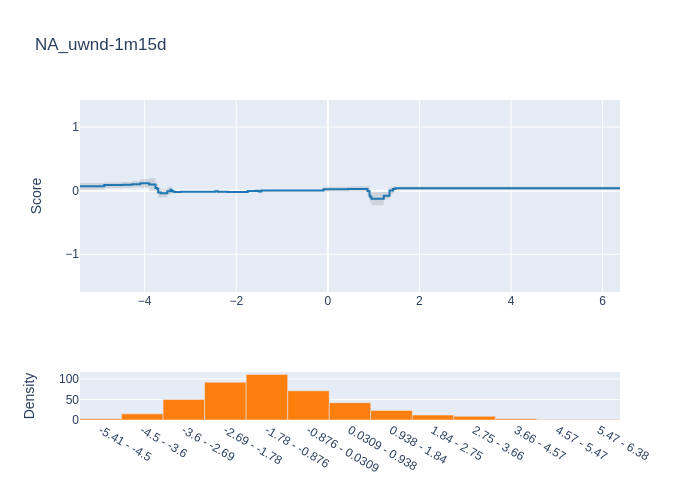 NA_uwnd-1m15d
Score
1
0
−1
−4
−2
0
2
4
6
Density
100
50
0
-5.41 - -4.5
-4.5 - -3.6
-3.6 - -2.69
-2.69 - -1.78
-1.78 - -0.876
-0.876 - 0.0309
0.0309 - 0.938
0.938 - 1.84
1.84 - 2.75
2.75 - 3.66
3.66 - 4.57
4.57 - 5.47
5.47 - 6.38